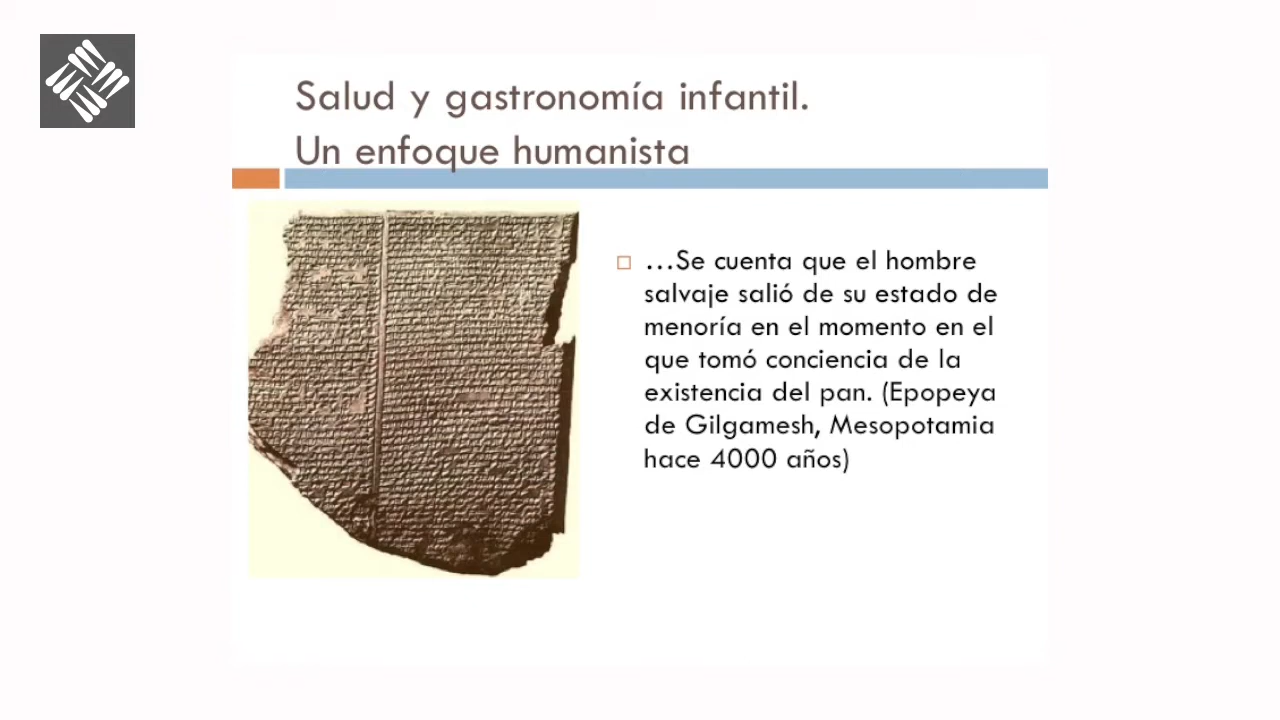 Salud y gastronomía infantil.
Un enfoque humanista
…Se cuenta que el hombre
salvaje salió de su estado de
menoría en el momento en el
que tomó conciencia de la
existencia del pan. (Epopeya
de Gilgamesh, Mesopotamia
hace 4000 años)